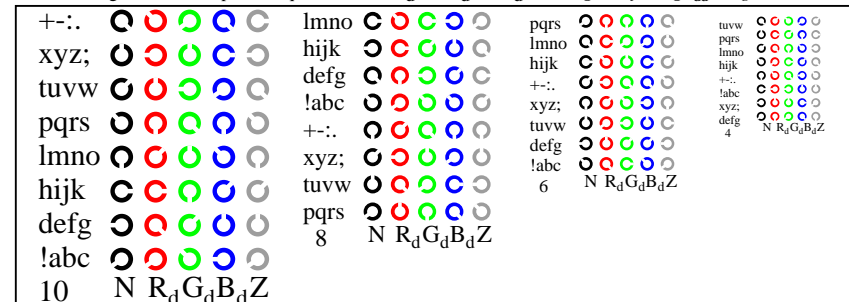 +-:.
xyz;
tuvw
pqrs
lmno
hijk
defg
!abc
10 N RdGdBdZ
lmno
hijk
defg
!abc
+-:.
xyz;
tuvw
pqrs
8 N RdGdBdZ
pqrs
lmno
hijk
+-:.
xyz;
tuvw
defg
!abc
6 N RdGdBdZ
tuvw
pqrs
lmno
hijk
+-:.
!abc
xyz;
defg
4 N RdGdBdZ